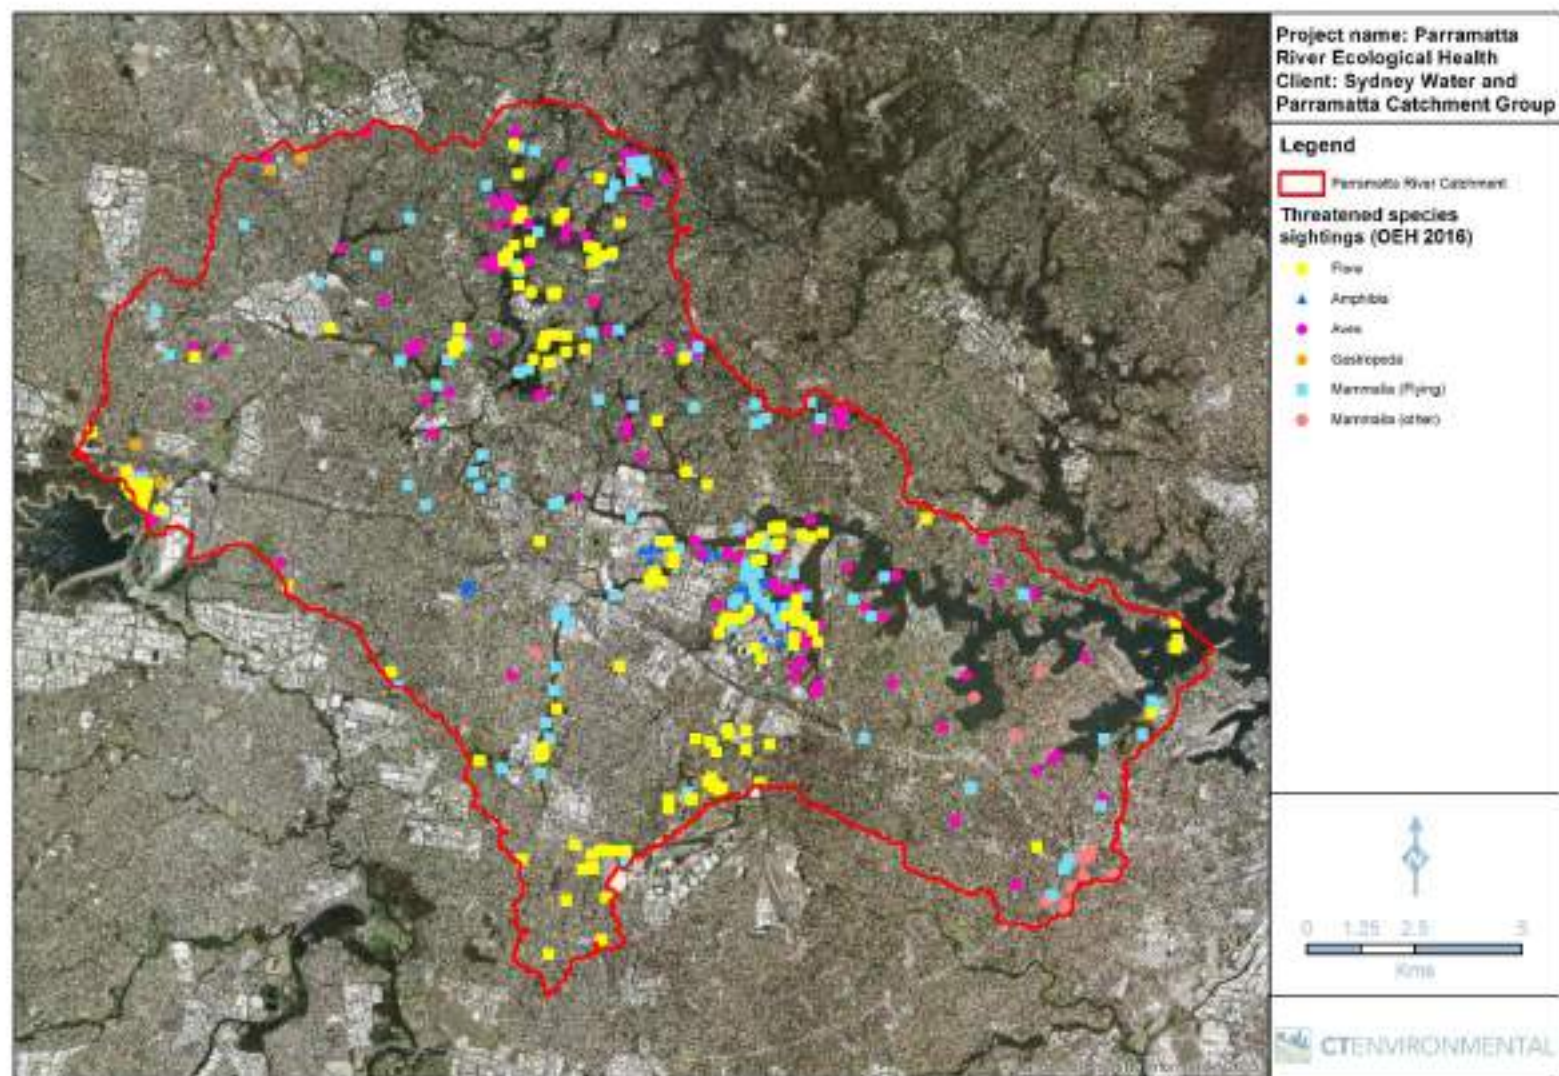 Project name: Parramatta
River Ecological Health
Client: Sydney Water and
Parramatta Catchment Group
Legend
Parramatta River Catchment
Threatened species
sightings (OEH 2016)
Flora
Amphibia
Aves
Gastropoda
Mammalia (flying)
Mammalia (other)
0 1.25 2.5 5
Kms
CTENVIRONMENTAL